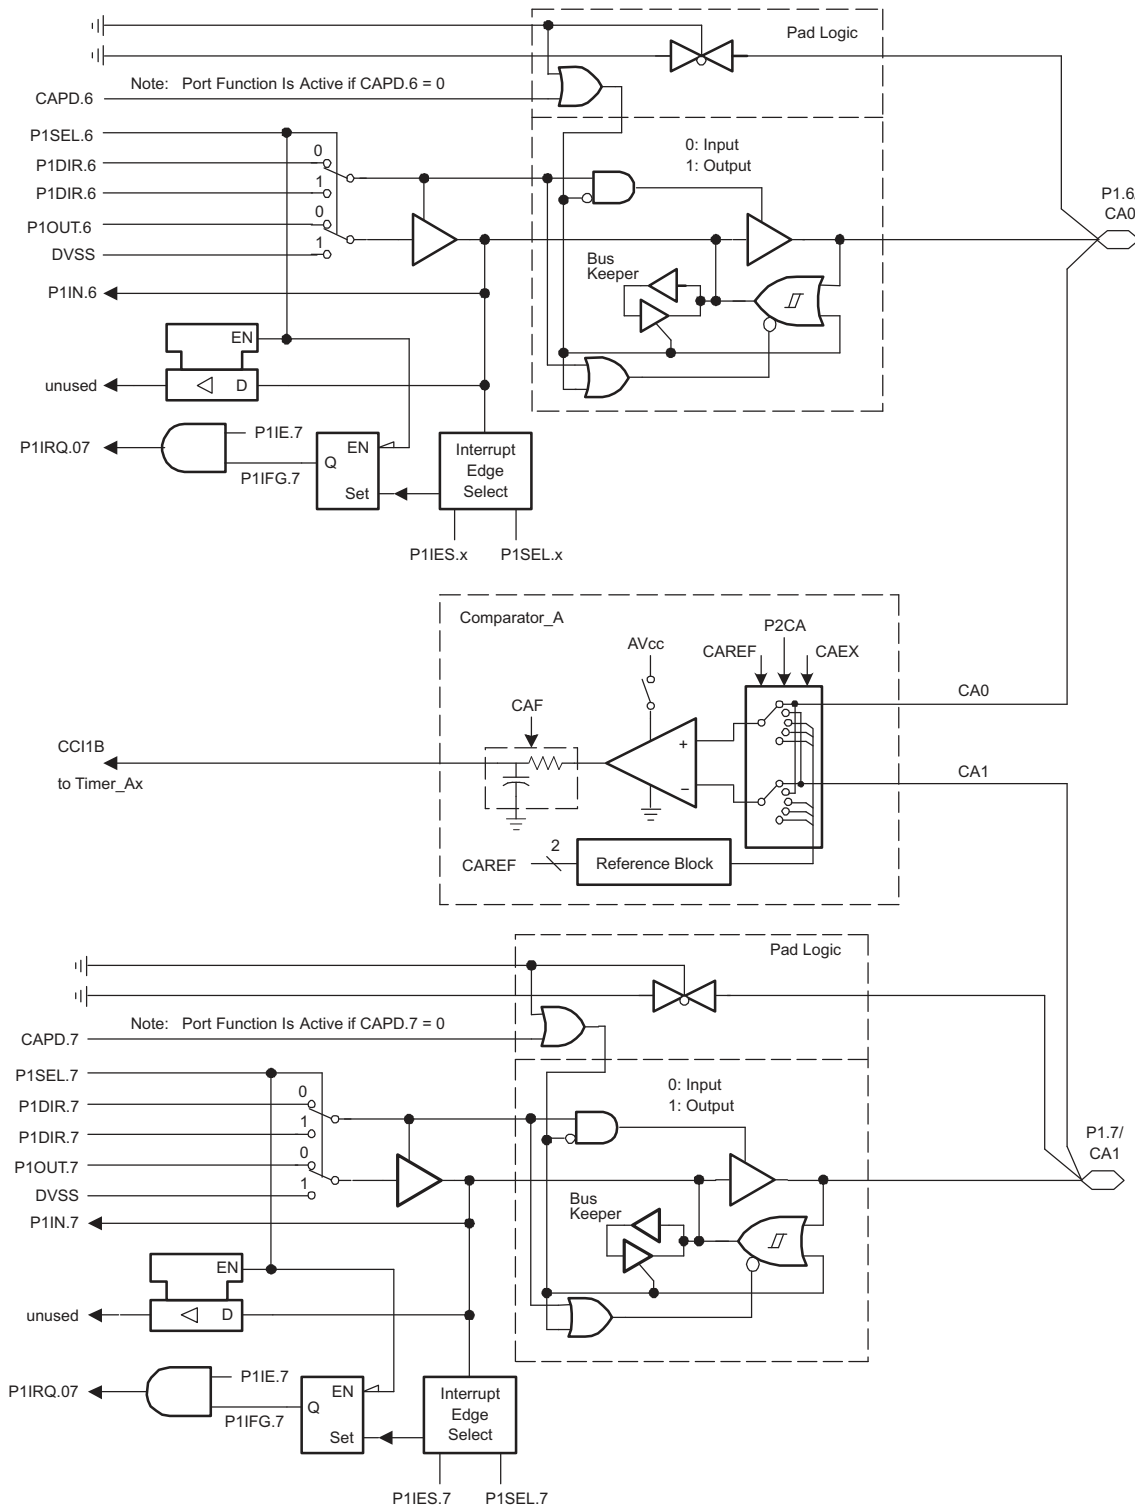 Pad Logic
Note: Port Function Is Active if CAPD.6 = 0
CAPD.6
P1SEL.6
0
P1DIR.6
1
P1DIR.6
0: Input
1: Output
0
P1OUT.6
1
DVSS
P1.6/
CA0
Bus
Keeper
P1IN.6
EN
unused
D
P1IRQ.07
P1IE.7
P1IFG.7
EN
Q
Set
Interrupt
Edge
Select
P1IES.x
P1SEL.x
Comparator_A
P2CA
AVcc
CAREF
CAEX
CAF
CA0
+
CCI1B
to Timer_Ax
CA1
−
2
CAREF
Reference Block
Pad Logic
Note: Port Function Is Active if CAPD.7 = 0
CAPD.7
P1SEL.7
0
P1DIR.7
1
P1DIR.7
0: Input
1: Output
0
P1OUT.7
1
DVSS
P1.7/
CA1
Bus
Keeper
P1IN.7
EN
unused
D
P1IRQ.07
P1IE.7
P1IFG.7
EN
Q
Set
Interrupt
Edge
Select
P1IES.7
P1SEL.7